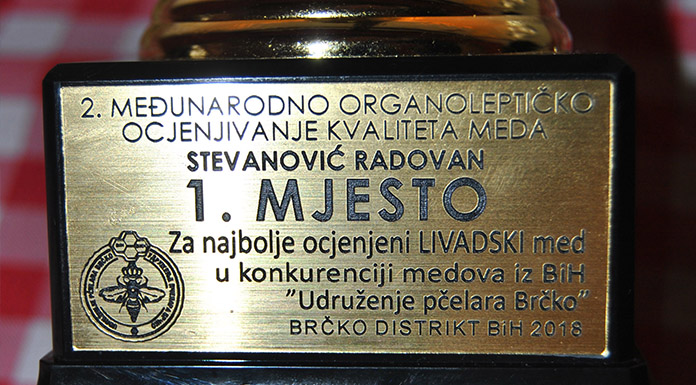 2. MEĐUNARODNO ORGANOLEPTIČKO
OCJENJIVANJE KVALITETA MEDA
STEVANOVIĆ RADOVAN
1. MJESTO
Za najbolje ocjenjeni LIVADSKI med
u konkurenciji medova iz BiH
"Udruženje pčelara Brčko"
BRČKO DISTRIKT BiH 2018